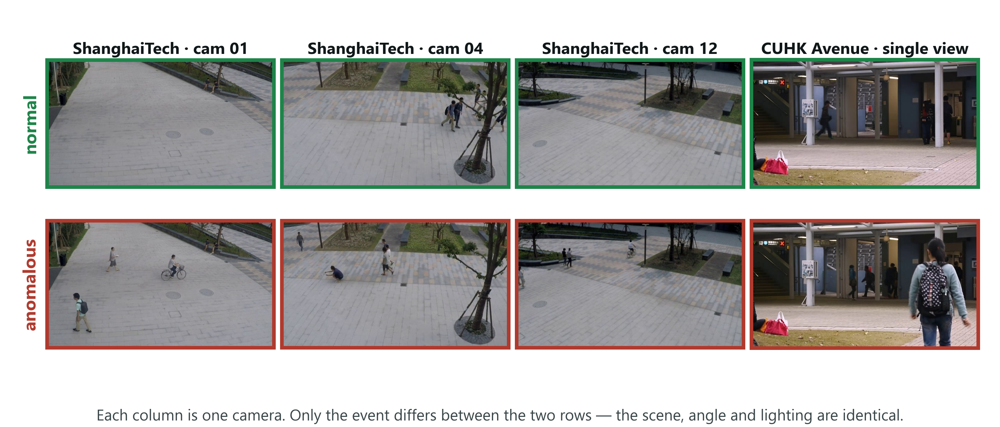 ShanghaiTech · cam 01
ShanghaiTech · cam 04
ShanghaiTech · cam 12
CUHK Avenue · single view
normal
anomalous
Each column is one camera. Only the event differs between the two rows — the scene, angle and lighting are identical.